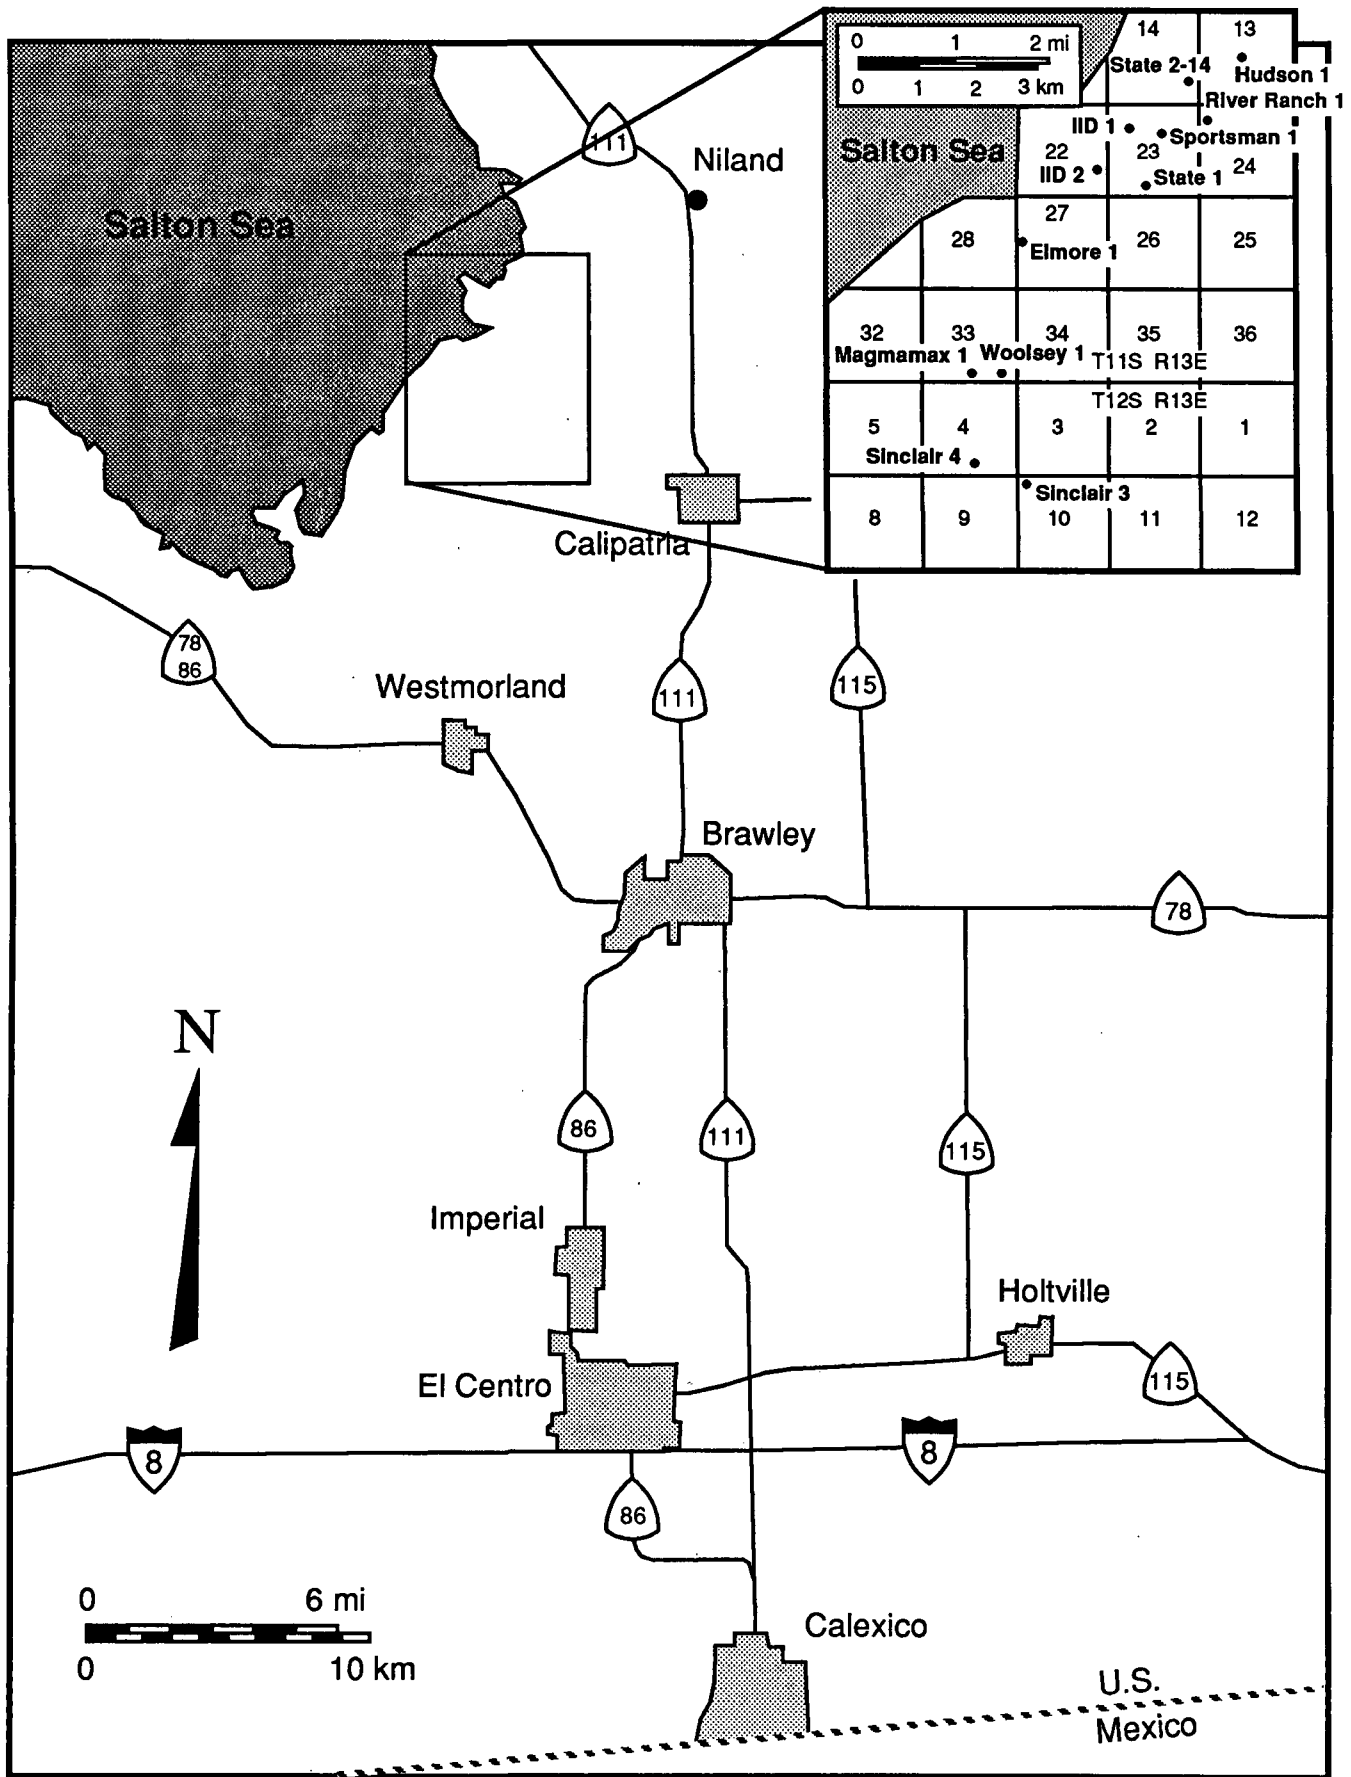 0 1 2 mi
0 1 2 3 km
14 13
State 2-14
Hudson 1
River Ranch 1
IID 1
Sportsman 1
Salton Sea
22 23 24
IID 2
State 1
27
28 26 25
Elmore 1
32 33 34 35 36
Magmamax 1 Woolsey 1
T11S R13E
T12S R13E
5 4 3 2 1
Sinclair 4
Sinclair 3
8 9 10 11 12
111
Niland
Salton Sea
Calipatria
78
86
Westmorland
111
115
Brawley
78
N
86
111
115
Imperial
Holtville
El Centro
115
8
8
86
0 6 mi
0 10 km
Calexico
U.S.
Mexico